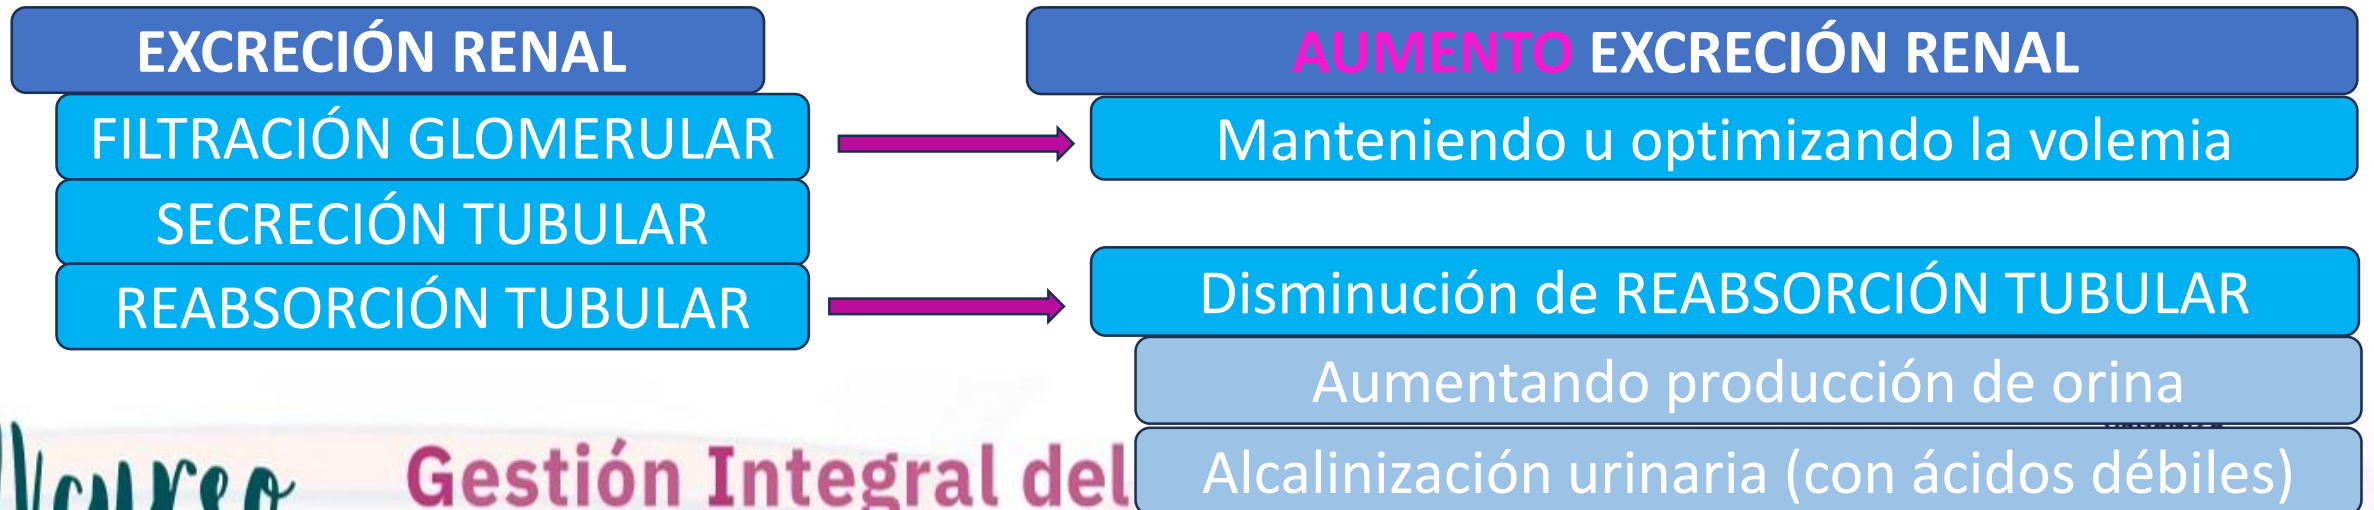 EXCRECIÓN RENAL
FILTRACIÓN GLOMERULAR
SECRECIÓN TUBULAR
REABSORCIÓN TUBULAR
AUMENTO EXCRECIÓN RENAL
Manteniendo u optimizando la volemia
Disminución de REABSORCIÓN TUBULAR
Aumentando producción de orina
Alcalinización urinaria (con ácidos débiles)
Gestión Integral del